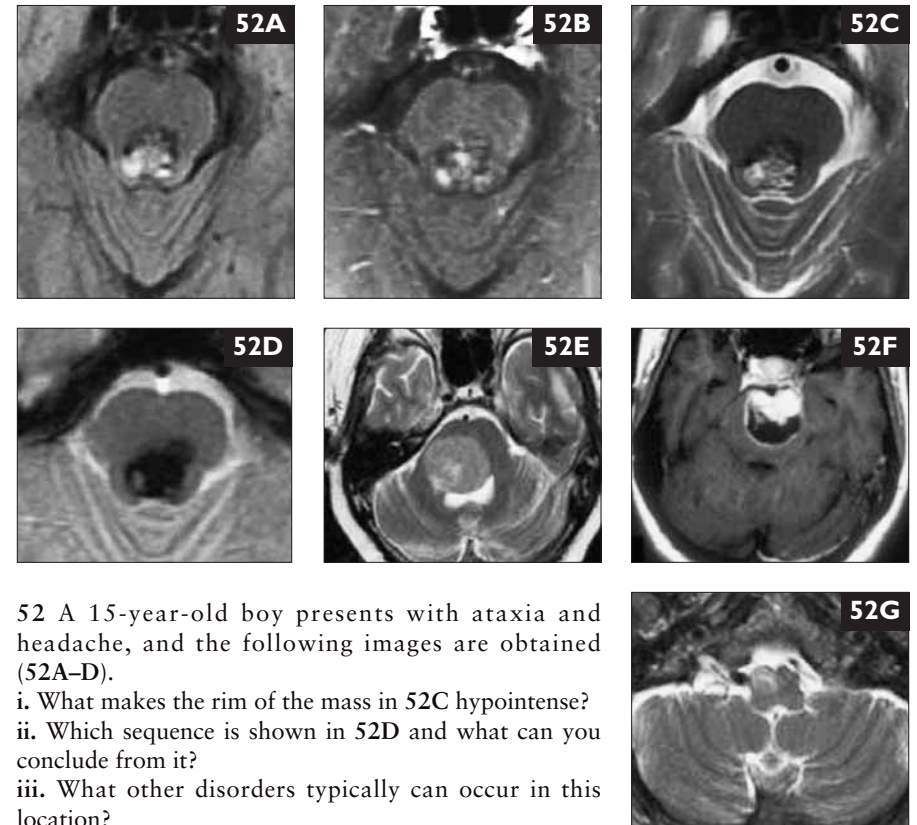 52A
52B
52C
52D
52E
52F
52 A 15-year-old boy presents with ataxia and
headache, and the following images are obtained
(52A–D).
i. What makes the rim of the mass in 52C hypointense?
ii. Which sequence is shown in 52D and what can you
conclude from it?
iii. What other disorders typically can occur in this
location?
52G